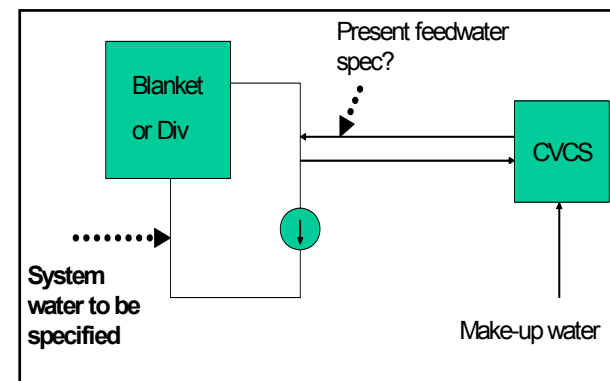 Present feedwater
spec?
Blanket
or Div
CVCS
System
water to be
specified
Make-up water